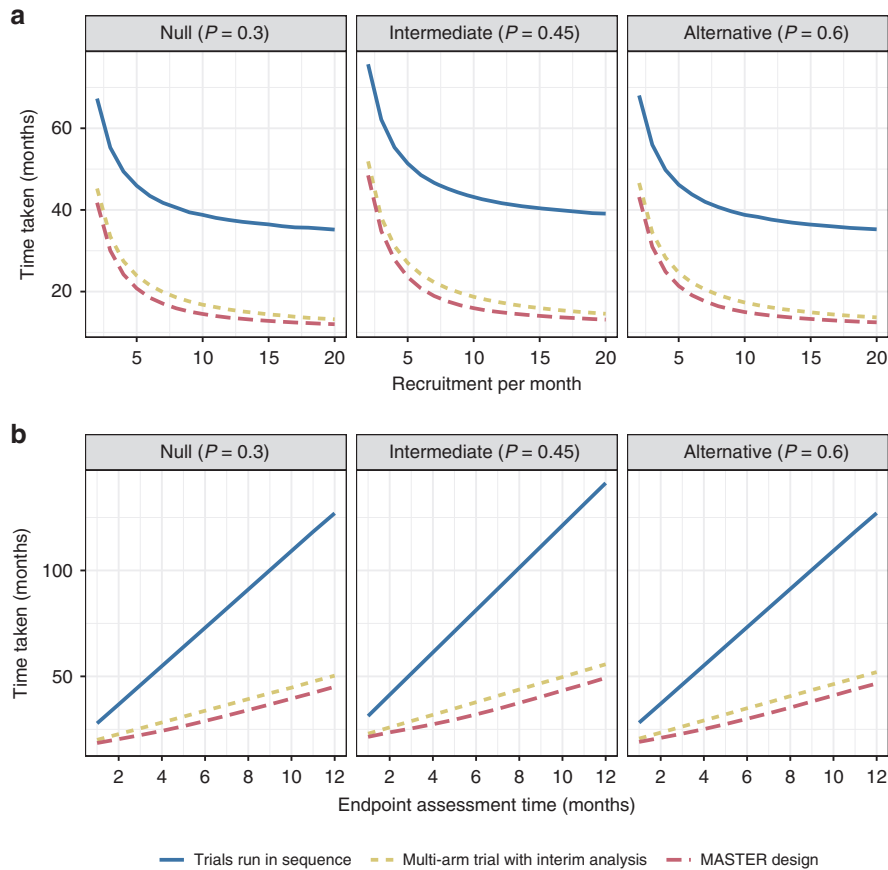 a
Null (P = 0.3)
Intermediate (P = 0.45)
Alternative (P = 0.6)
Time taken (months)
60
40
20
5 10 15 20
5 10 15 20
5 10 15 20
Recruitment per month
b
Null (P = 0.3)
Intermediate (P = 0.45)
Alternative (P = 0.6)
Time taken (months)
100
50
2 4 6 8 10 12
2 4 6 8 10 12
2 4 6 8 10 12
Endpoint assessment time (months)
Trials run in sequence
Multi-arm trial with interim analysis
MASTER design